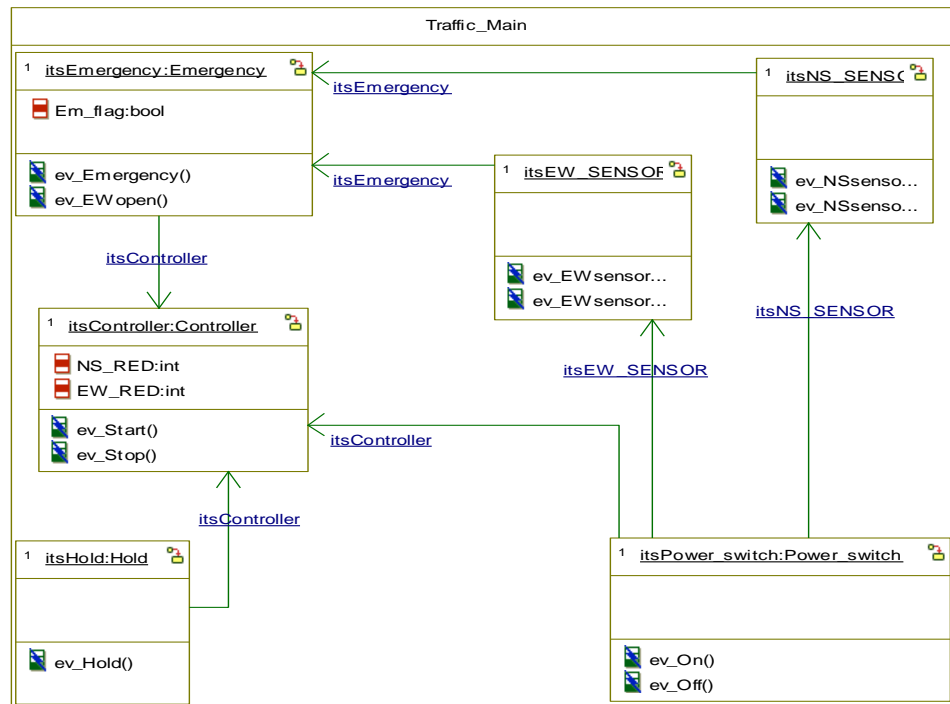 Traffic_Main
1 itsEmergency:Emergency
Em_flag:bool
ev_Emergency()
ev_EWopen()
itsEmergency
1 itsNS_SENSO
ev_NSsenso...
ev_NSsenso...
itsEmergency
1 itsEW_SENSOR
ev_EWsensor...
ev_EWsensor...
itsController
itsNS_SENSOR
itsEW_SENSOR
1 itsController:Controller
NS_RED:int
EW_RED:int
ev_Start()
ev_Stop()
itsController
itsController
1 itsHold:Hold
ev_Hold()
1 itsPower_switch:Power_switch
ev_On()
ev_Off()